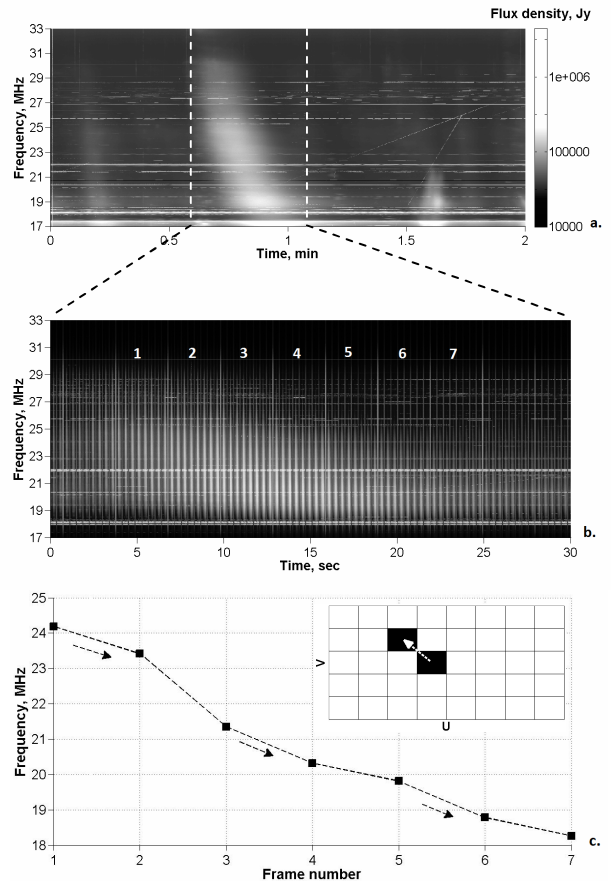 Flux density, Jy
33
31
29
27
25
23
21
19
17
Frequency, MHz
1e+006
100000
10000
a.
0 0.5 1 1.5 2
Time, min
33
31
29
27
25
23
21
19
17
Frequency, MHz
1 2 3 4 5 6 7
b.
0 5 10 15 20 25 30
Time, sec
25
24
23
22
21
20
19
18
Frequency, MHz
V
U
c.
1 2 3 4 5 6 7
Frame number